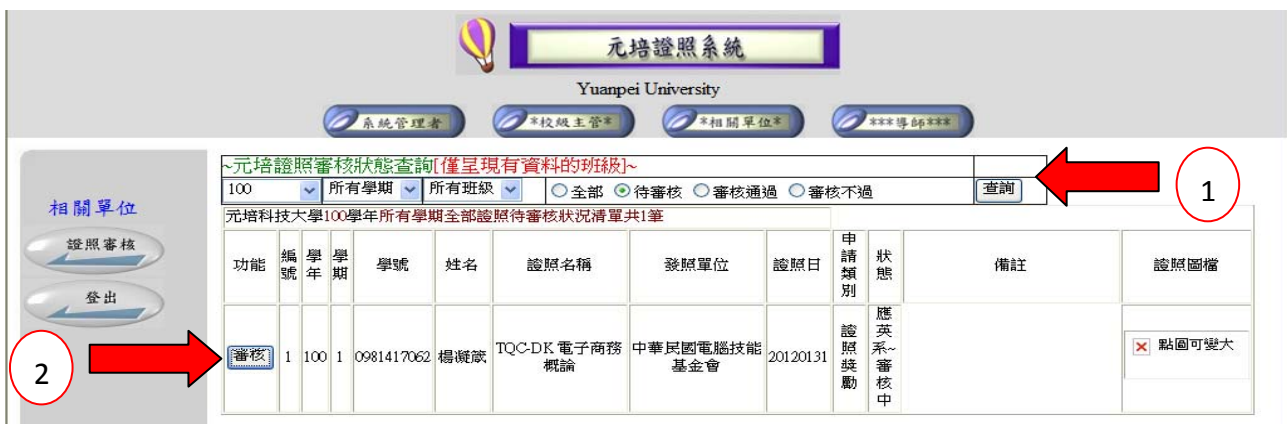 元培證照系統
Yuanpei University
系統管理者 *校級主管* *相關單位* ***導師***
相關單位
證照審核
登出
~元培證照審核狀態查詢[僅呈現有資料的班級]~
100 所有學期 所有班級 全部 待審核 審核通過 審核不過 查詢
1
元培科技大學100學年所有學期全部證照待審核狀況清單共1筆
功能 編號 學年 學期 學號 姓名 證照名稱 發照單位 證照日 申請類別 狀態 備註 證照圖檔
2
審核 1 100 1 0981417062 楊凝 TQC-DK 電子商務概論 中華民國電腦技能基金會 20120131 證照獎勵 應英系~審核中 點圖可變大